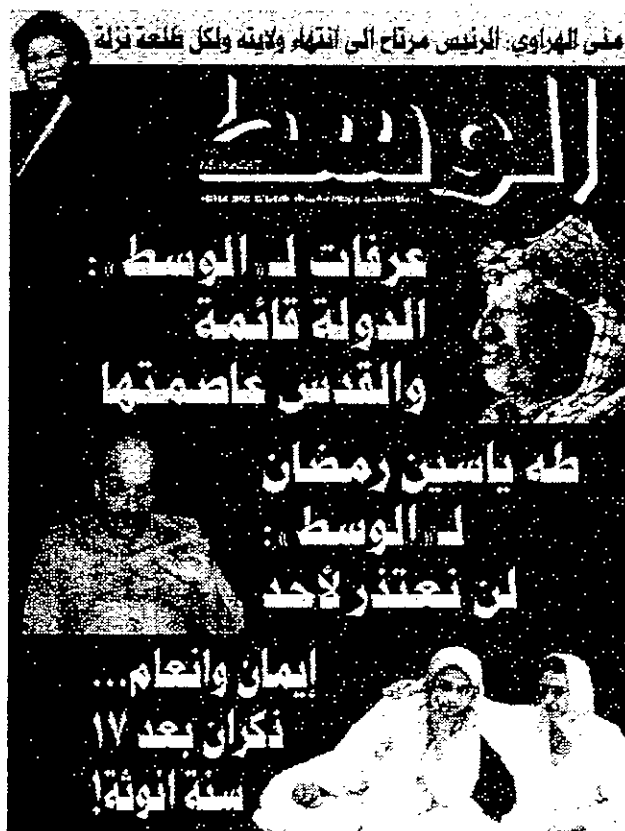 منى الهراوي: الرئيس مرتاح الى انتهاء ولايته ولكل طلعة نزلة
الوسط
عرفات لـ «الوسط»:
الدولة قائمة
والقدس عاصمتها
طه ياسين رمضان
لـ «الوسط»:
لن نعتذر لأحد
إيمان وانعام...
ذكران بعد ١٧
سنة انوثة!